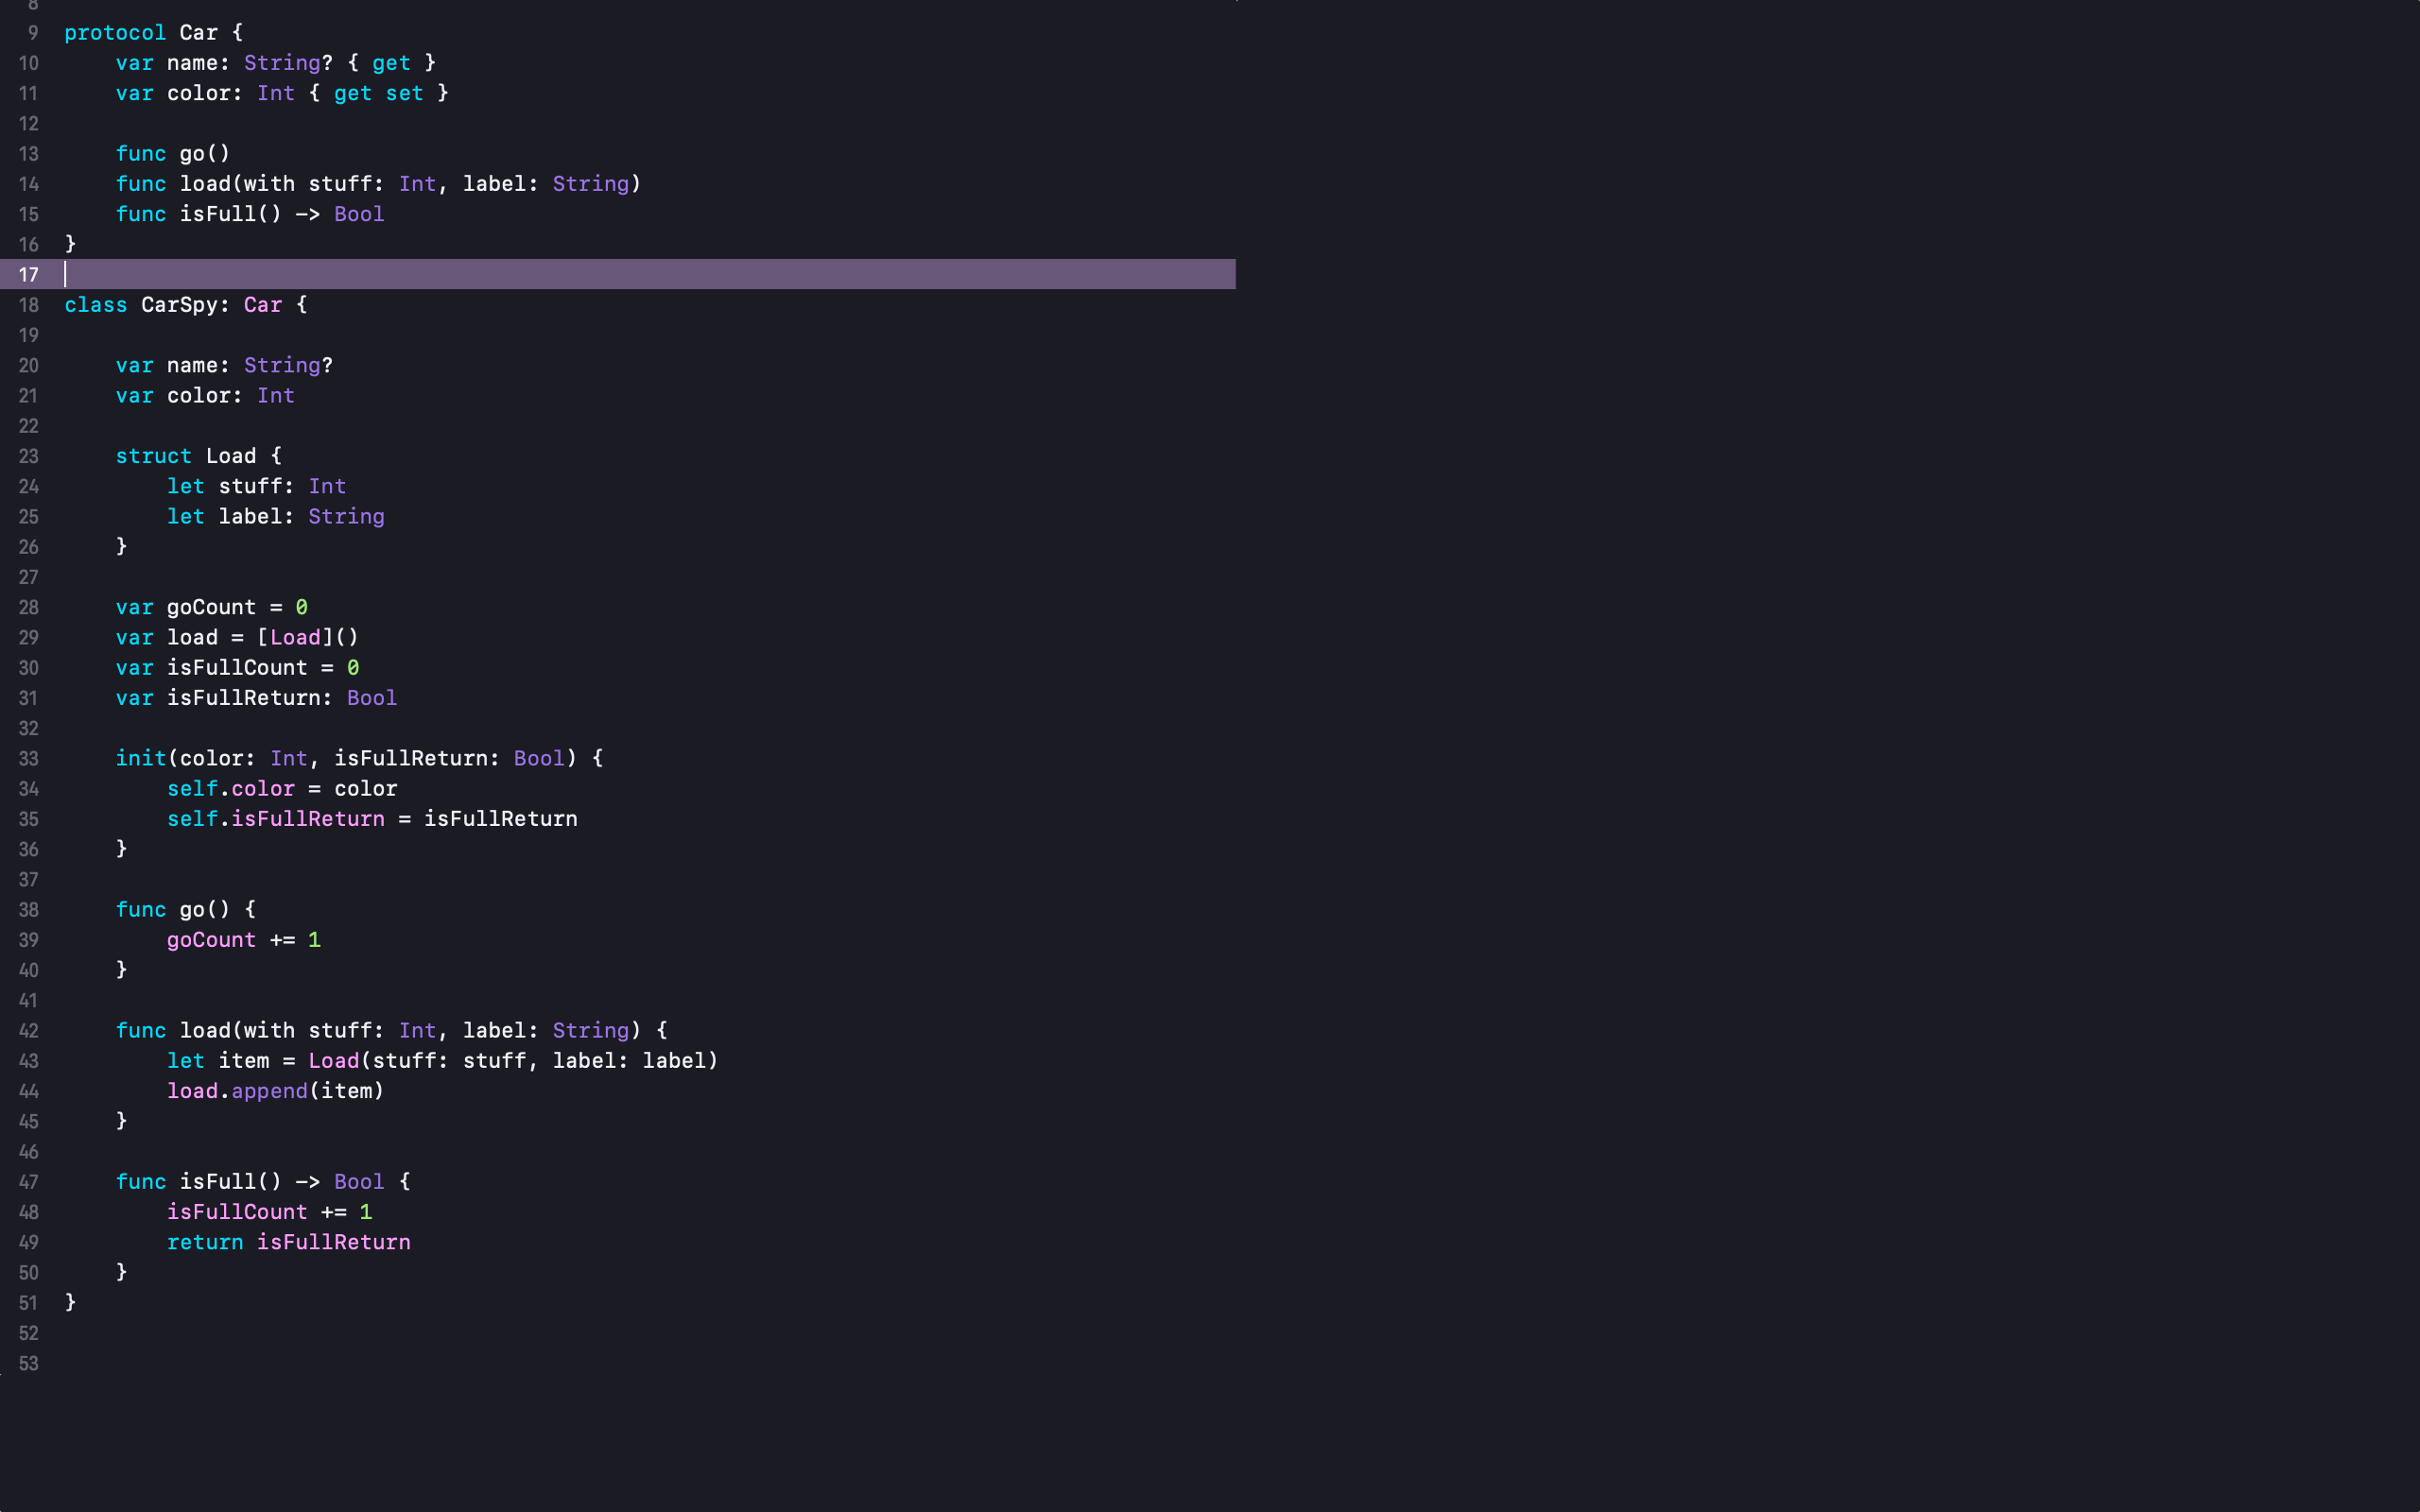 8
9 protocol Car {
10     var name: String? { get }
11     var color: Int { get set }
12
13     func go()
14     func load(with stuff: Int, label: String)
15     func isFull() -> Bool
16 }
17
18 class CarSpy: Car {
19
20     var name: String?
21     var color: Int
22
23     struct Load {
24         let stuff: Int
25         let label: String
26     }
27
28     var goCount = 0
29     var load = [Load]()
30     var isFullCount = 0
31     var isFullReturn: Bool
32
33     init(color: Int, isFullReturn: Bool) {
34         self.color = color
35         self.isFullReturn = isFullReturn
36     }
37
38     func go() {
39         goCount += 1
40     }
41
42     func load(with stuff: Int, label: String) {
43         let item = Load(stuff: stuff, label: label)
44         load.append(item)
45     }
46
47     func isFull() -> Bool {
48         isFullCount += 1
49         return isFullReturn
50     }
51 }
52
53